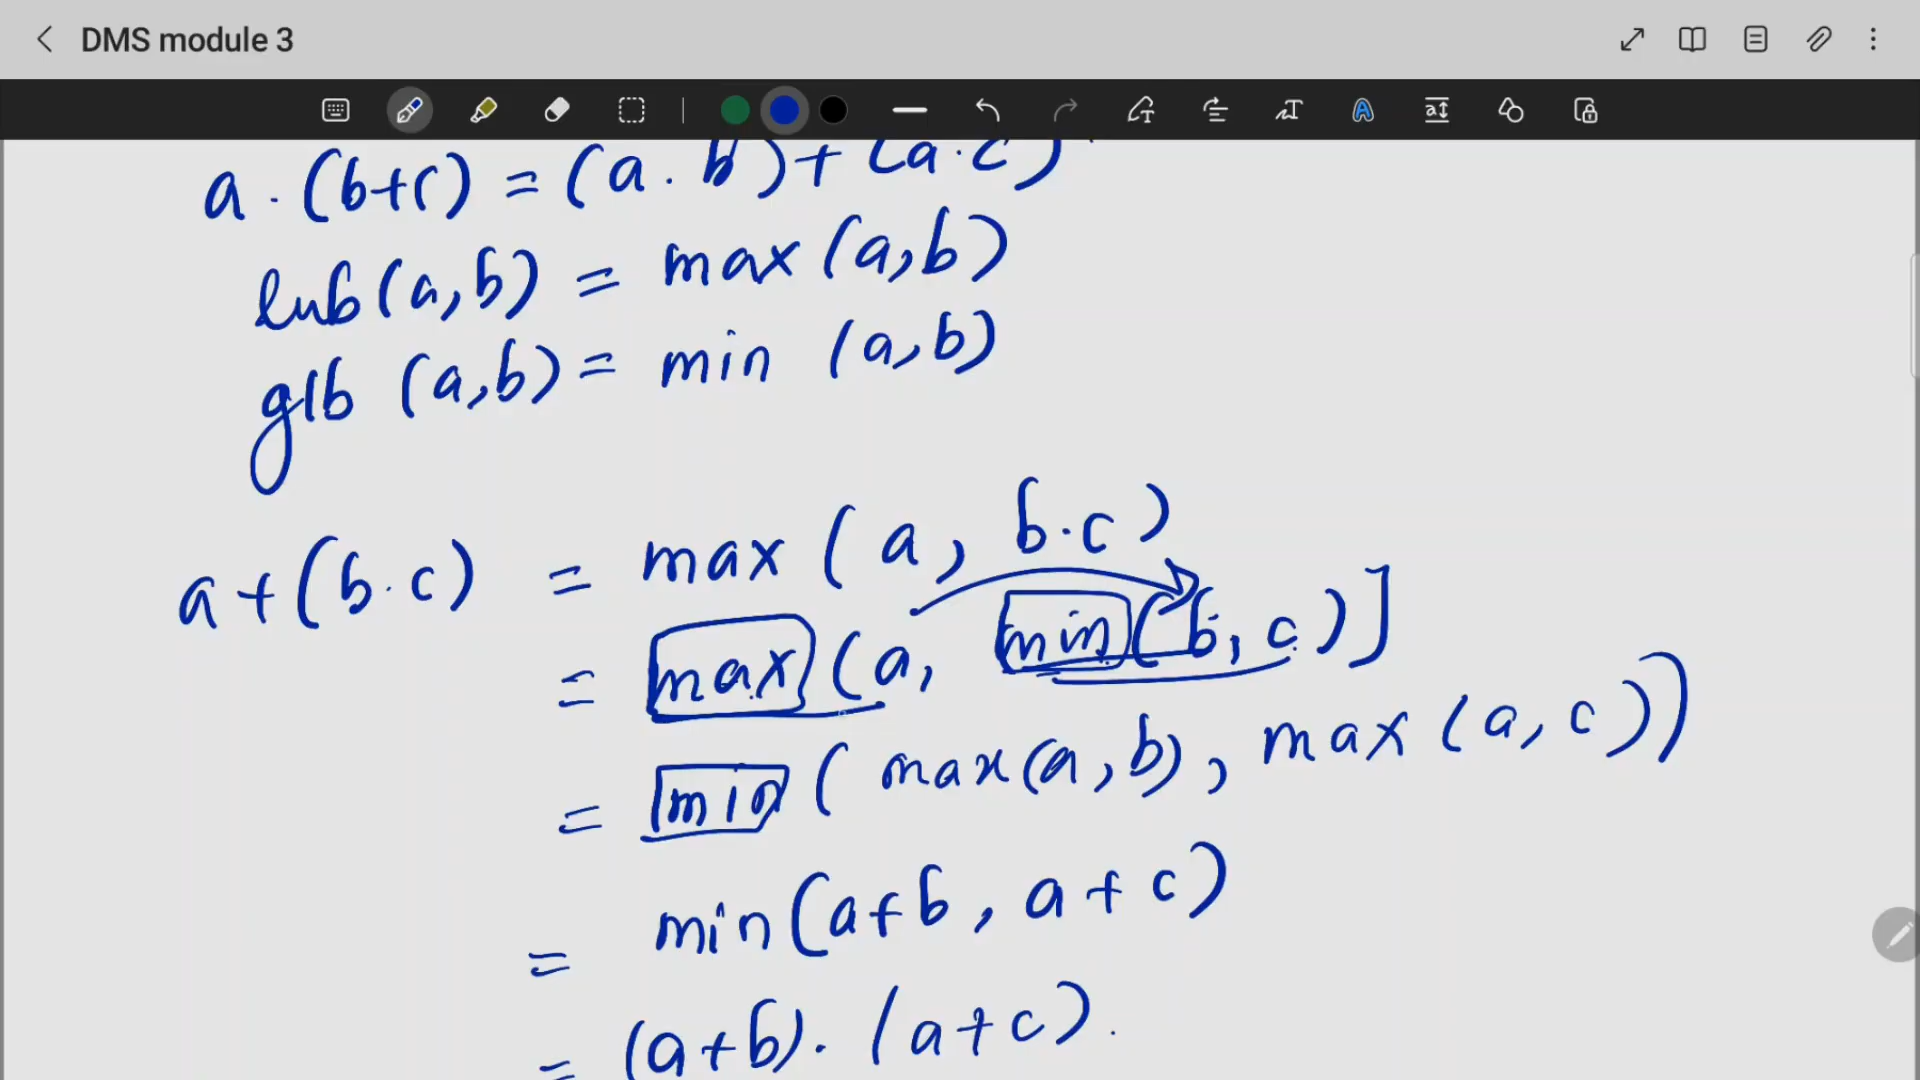 DMS module 3
a . (b+c) = (a . b) + (a . c)
lub (a,b) = max (a,b)
glb (a,b) = min (a,b)
a + (b . c) = max ( a, b . c )
= max ( a, min ( b, c ) ]
= min ( max(a, b) , max ( a, c ) )
= min ( a+b , a + c )
= (a+b) . (a+c) .